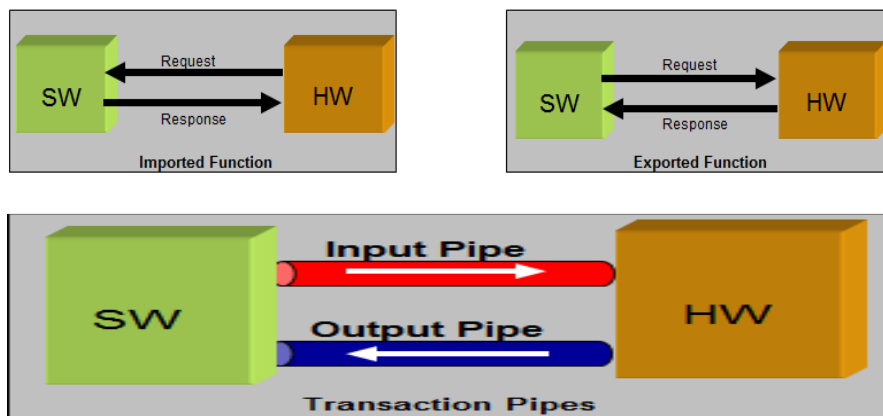 SW
Request
HW
Response
Imported Function
SW
Request
HW
Response
Exported Function
Input Pipe
SW
HW
Output Pipe
Transaction Pipes